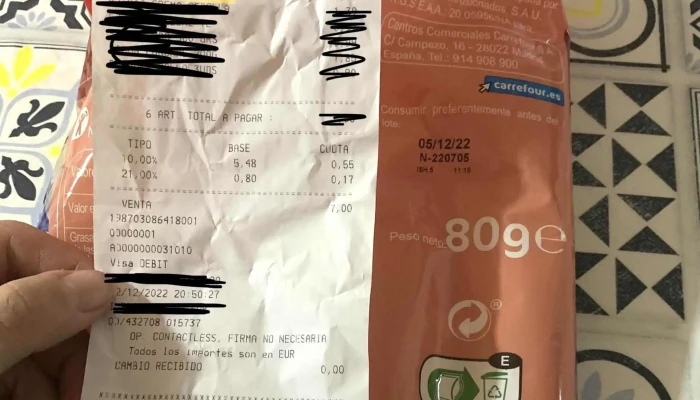 6 ART. TOTAL A PAGAR :
TIPO BASE CUOTA
10,00% 5,48 0,55
21,00% 0,80 0,17
VENTA 7,00
198703086418001
00000001
A0000000031010
Visa DEBIT
12/12/2022 20:50:27
00/432708 015737
OP. CONTACTLESS, FIRMA NO NECESARIA
Todos los importes son en EUR
CAMBIO RECIBIDO 0,00
Centros Comerciales Carrefour S.A.
C/ Campezo, 16 - 28022 Madrid
España. Tel.: 914 908 900
carrefour.es
Consumir preferentemente antes del
lote:
05/12/22
N-220705
Peso neto: 80g e
E